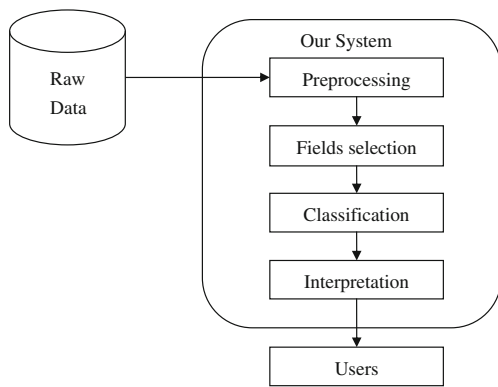 Our System
Raw
Data
Preprocessing
Fields selection
Classification
Interpretation
Users